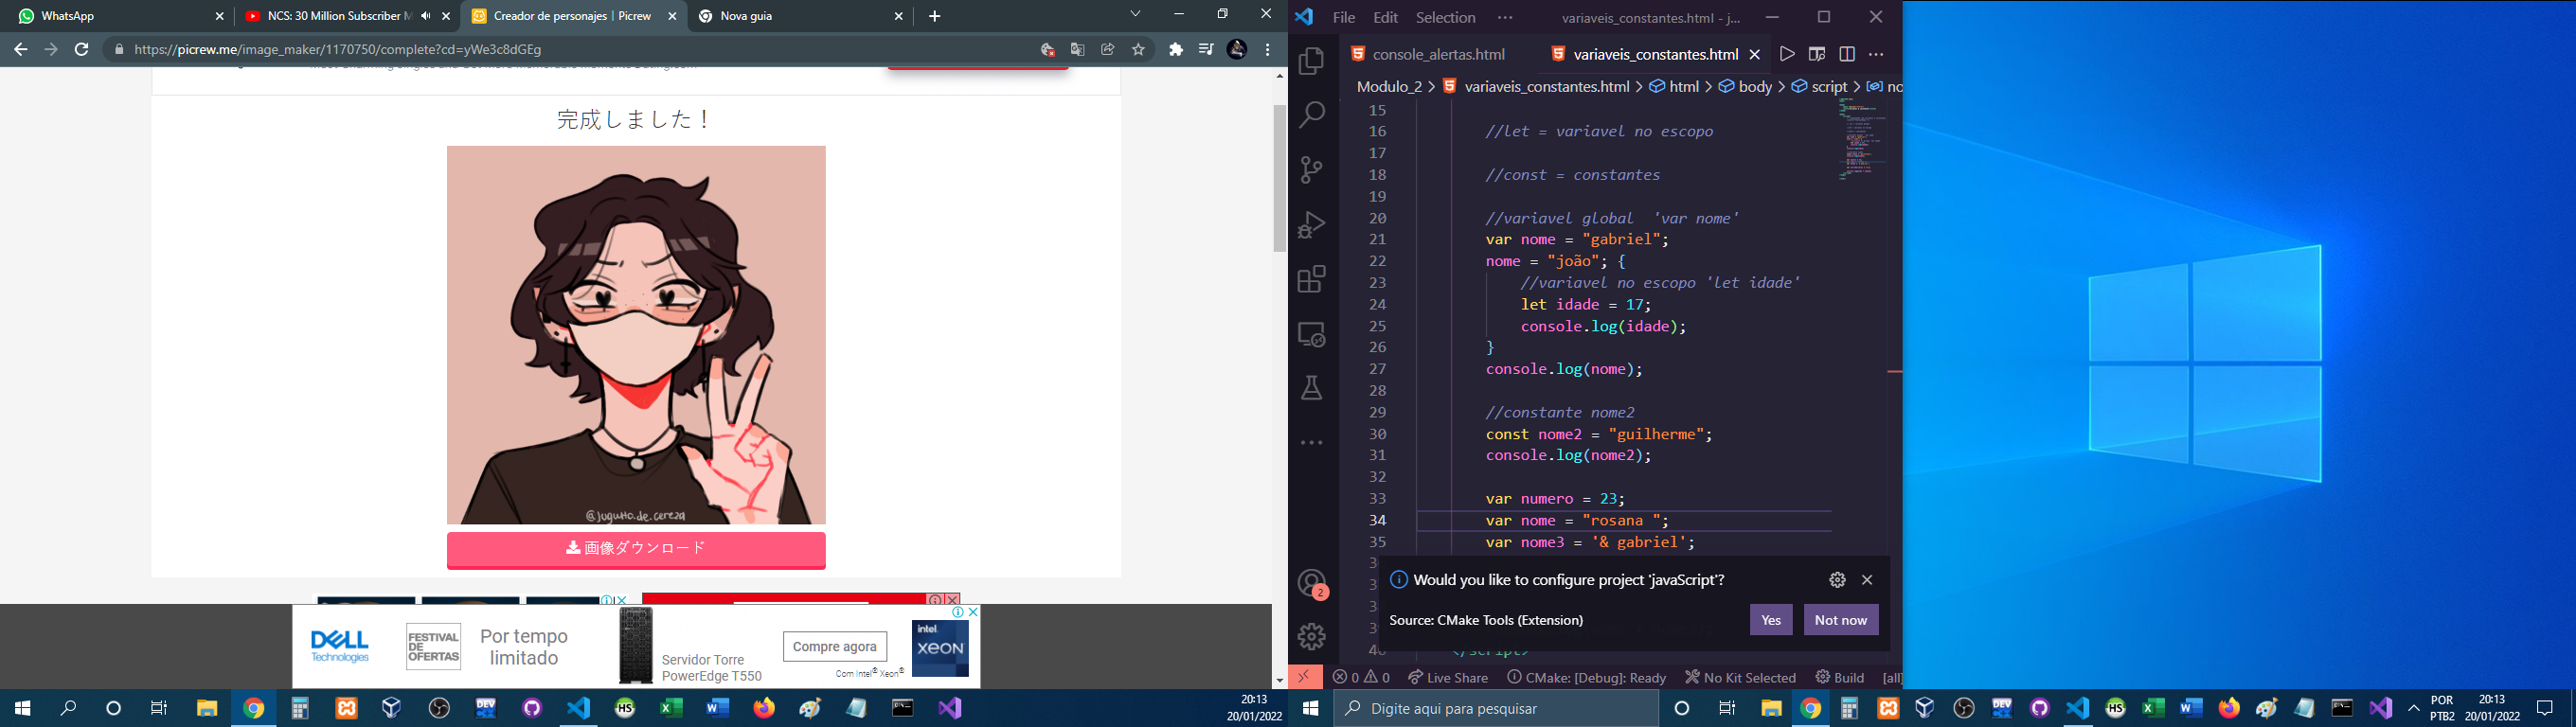 WhatsApp
NCS: 30 Million Subscriber M
Creador de personajes | Picrew
Nova guia
https://picrew.me/image_maker/1170750/complete?cd=yWe3c8dGEg
完成しました！
@jugutto.de.cereza
画像ダウンロード
DELL
Technologies
FESTIVAL
DE
OFERTAS
Por tempo
limitado
Servidor Torre
PowerEdge T550
Compre agora
Com Intel® Xeon®
intel.
XEON
20:13
20/01/2022
File Edit Selection ···
variaveis_constantes.html - j...
console_alertas.html
variaveis_constantes.html
Modulo_2 > variaveis_constantes.html > html > body > script > no
15
16 //let = variavel no escopo
17
18 //const = constantes
19
20 //variavel global  'var nome'
21 var nome = "gabriel";
22 nome = "joão"; {
23 //variavel no escopo 'let idade'
24 let idade = 17;
25 console.log(idade);
26 }
27 console.log(nome);
28
29 //constante nome2
30 const nome2 = "guilherme";
31 console.log(nome2);
32
33 var numero = 23;
34 var nome = "rosana ";
35 var nome3 = '& gabriel';
Would you like to configure project 'javaScript'?
Source: CMake Tools (Extension)
Yes
Not now
2
</script>
0 0 Live Share CMake: [Debug]: Ready No Kit Selected Build [all]
Digite aqui para pesquisar
POR
PTB2
20:13
20/01/2022